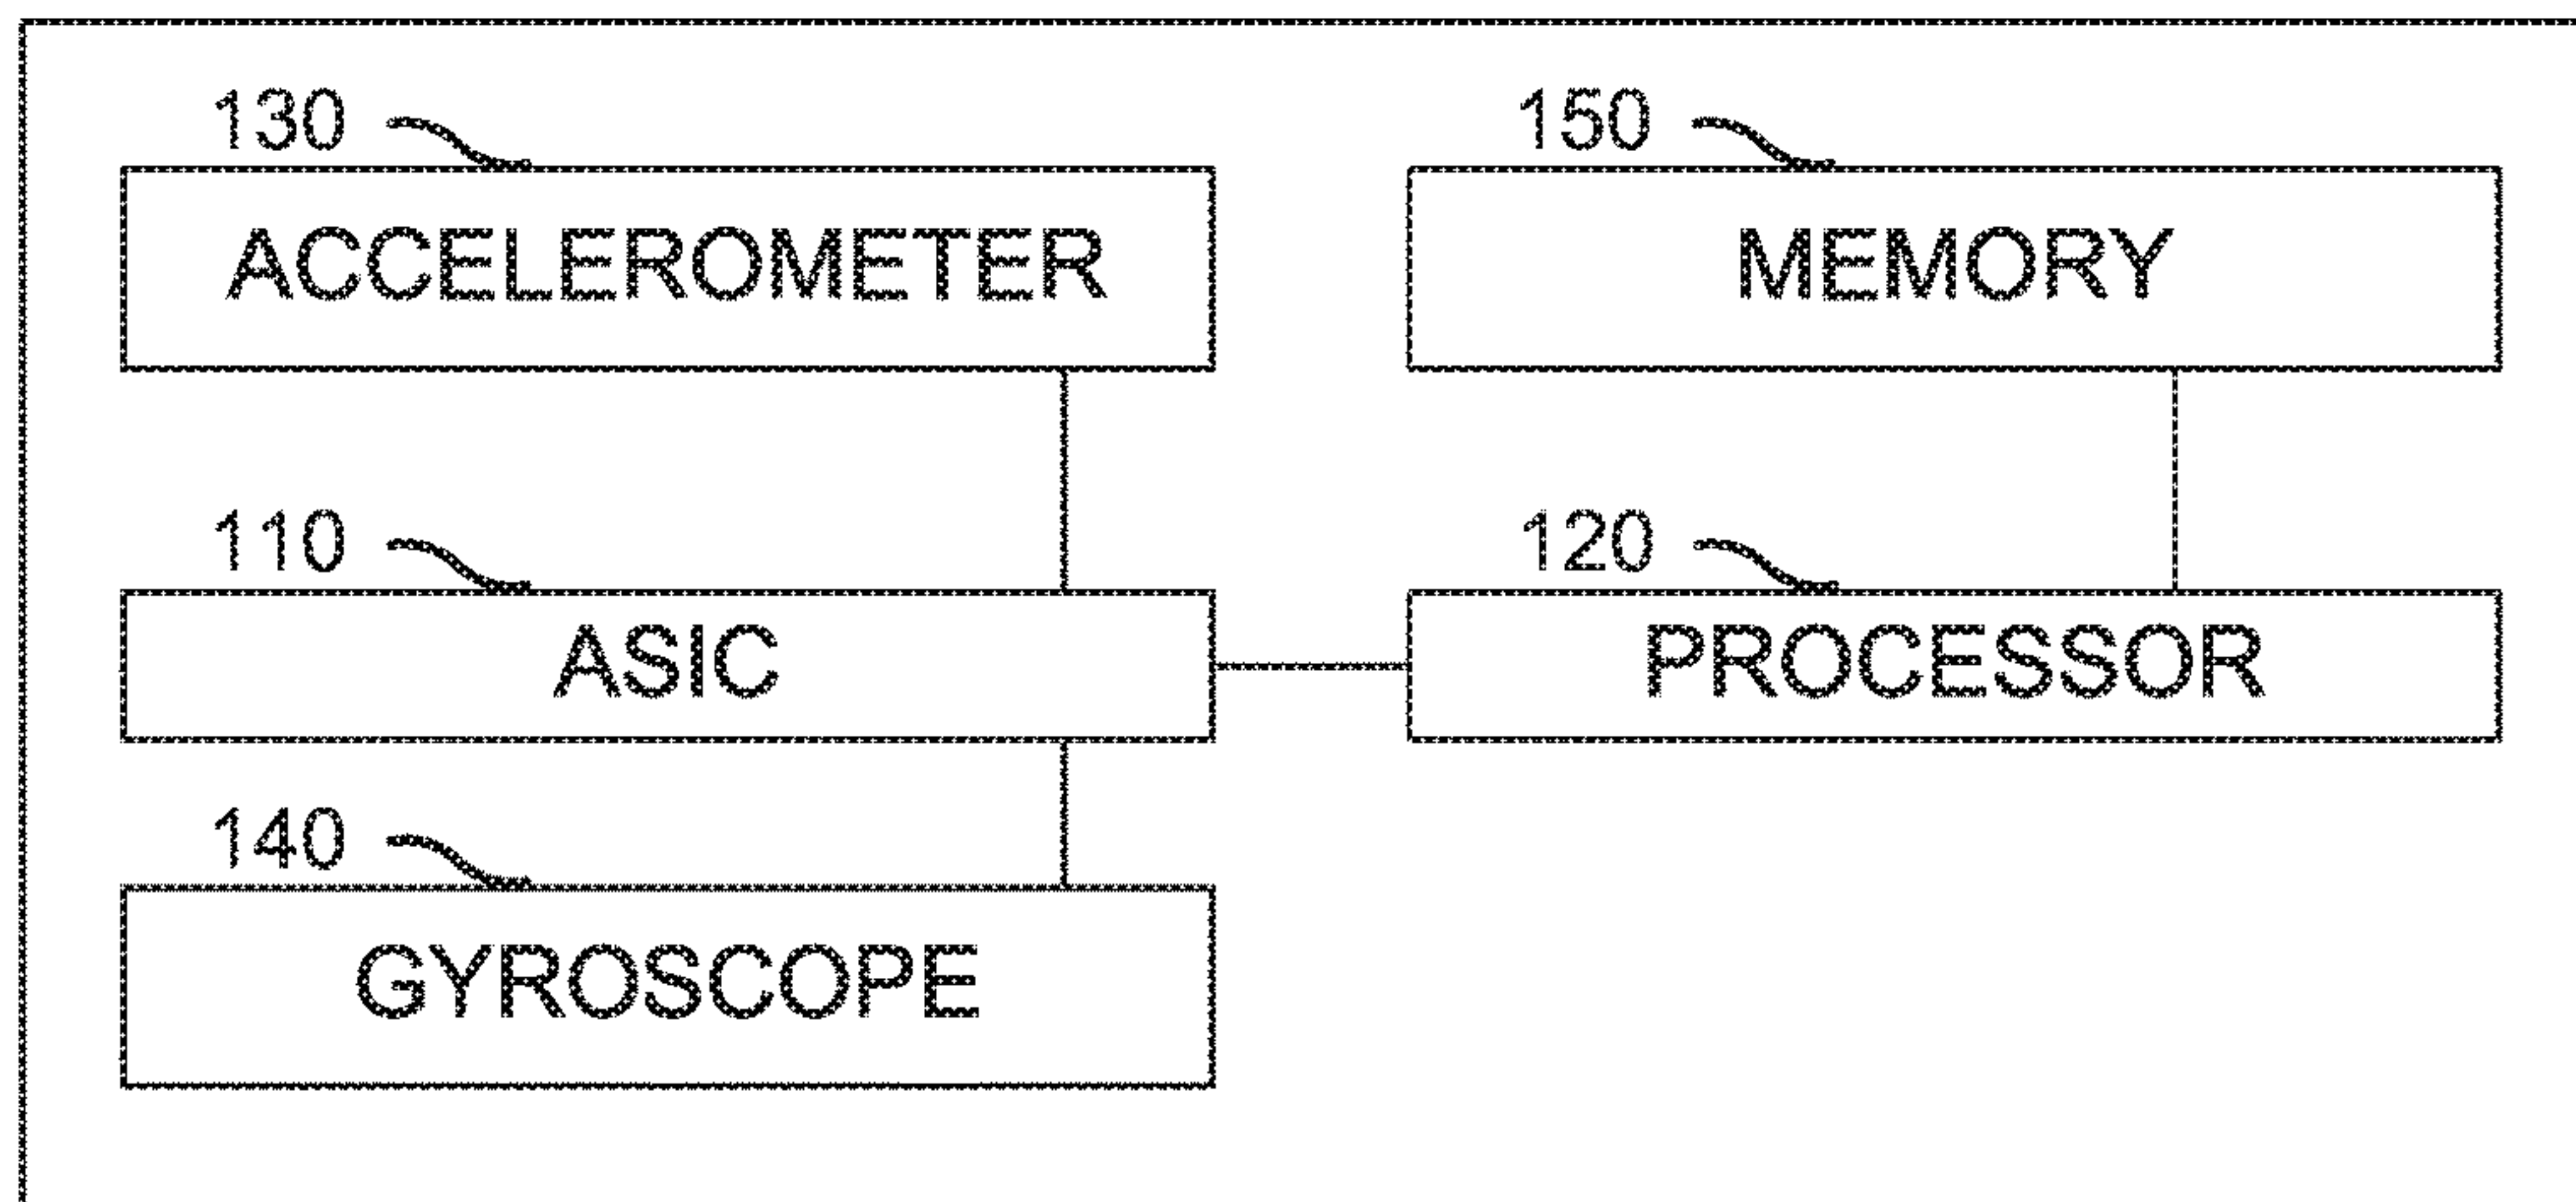 130
150
ACCELEROMETER
MEMORY
110
120
ASIC
PROCESSOR
140
GYROSCOPE